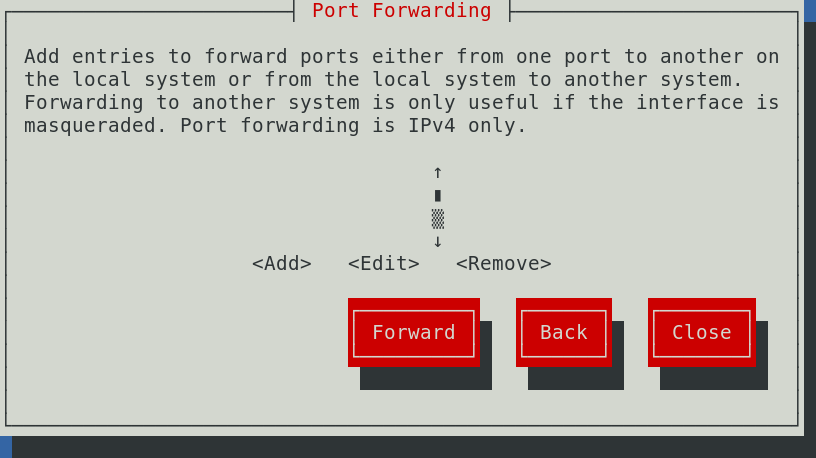 Port Forwarding
Add entries to forward ports either from one port to another on
the local system or from the local system to another system.
Forwarding to another system is only useful if the interface is
masqueraded. Port forwarding is IPv4 only.
↑
↓
<Add> <Edit> <Remove>
Forward Back Close